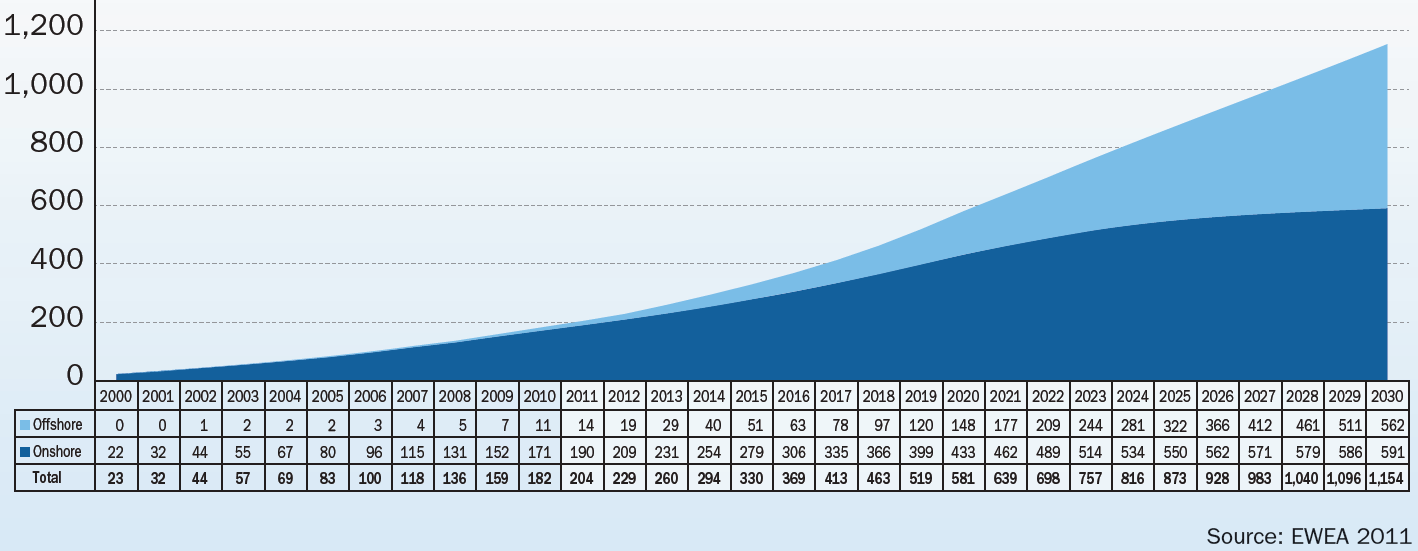 1,200
1,000
800
600
400
200
0
2000 2001 2002 2003 2004 2005 2006 2007 2008 2009 2010 2011 2012 2013 2014 2015 2016 2017 2018 2019 2020 2021 2022 2023 2024 2025 2026 2027 2028 2029 2030
Offshore 0 0 1 2 2 2 3 4 5 7 11 14 19 29 40 51 63 78 97 120 148 177 209 244 281 322 366 412 461 511 562
Onshore 22 32 44 55 67 80 96 115 131 152 171 190 209 231 254 279 306 335 366 399 433 462 489 514 534 550 562 571 579 586 591
Total 23 32 44 57 69 83 100 118 136 159 182 204 229 260 294 330 369 413 463 519 581 639 698 757 816 873 928 983 1,040 1,096 1,154
Source: EWEA 2011